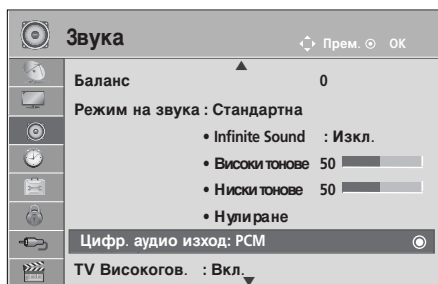 Звука Прем. OK
Баланс 0
Режим на звука : Стандартна
• Infinite Sound : Изкл.
• Високи тонове 50
• Ниски тонове 50
• Нулиране
Цифр. аудио изход: PCM
TV Високогов. : Вкл.